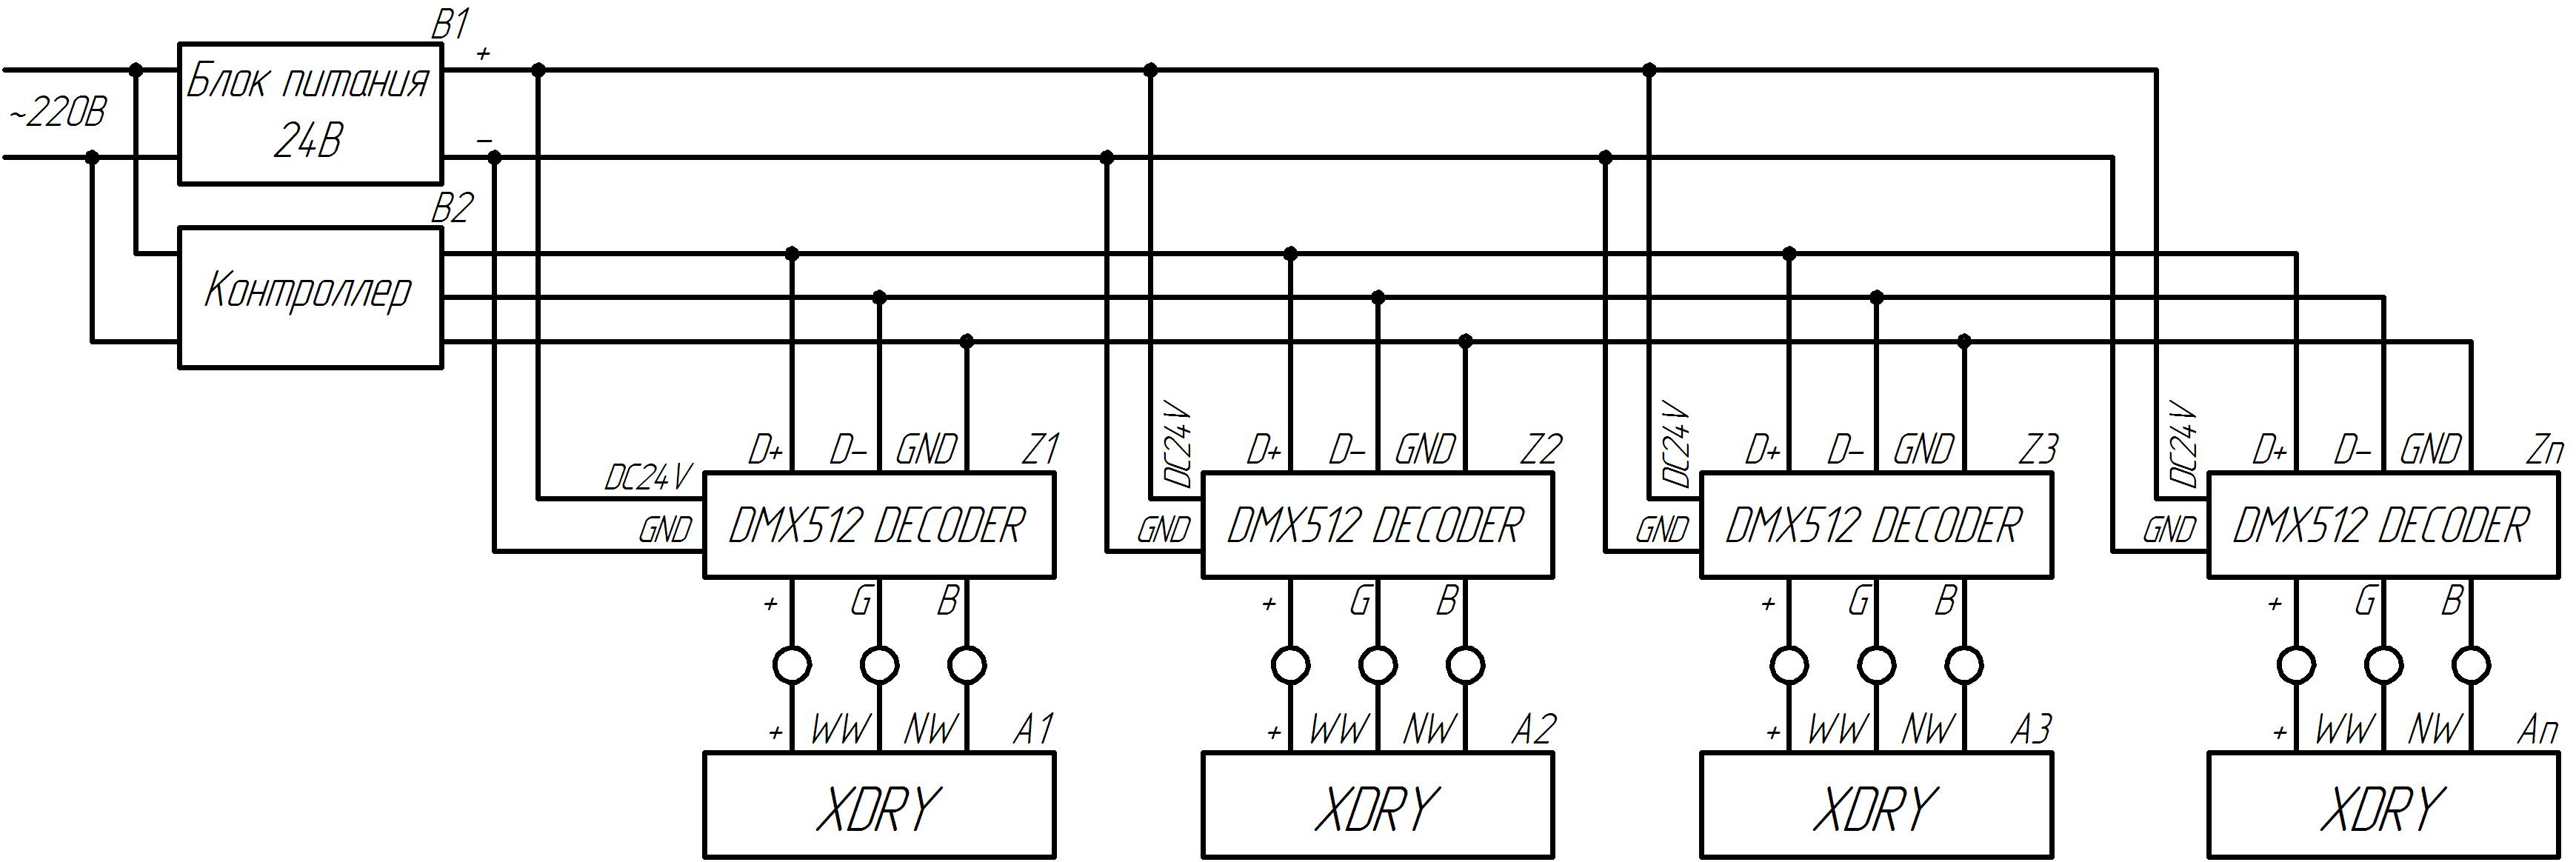 B1
+
Блок питания
24В
~220В
−
B2
Контроллер
DC24V
GND
D+ D− GND Z1
DMX512 DECODER
+ G B
+ WW NW A1
XDRY
DC24V
GND
D+ D− GND Z2
DMX512 DECODER
+ G B
+ WW NW A2
XDRY
DC24V
GND
D+ D− GND Z3
DMX512 DECODER
+ G B
+ WW NW A3
XDRY
DC24V
GND
D+ D− GND Zn
DMX512 DECODER
+ G B
+ WW NW An
XDRY